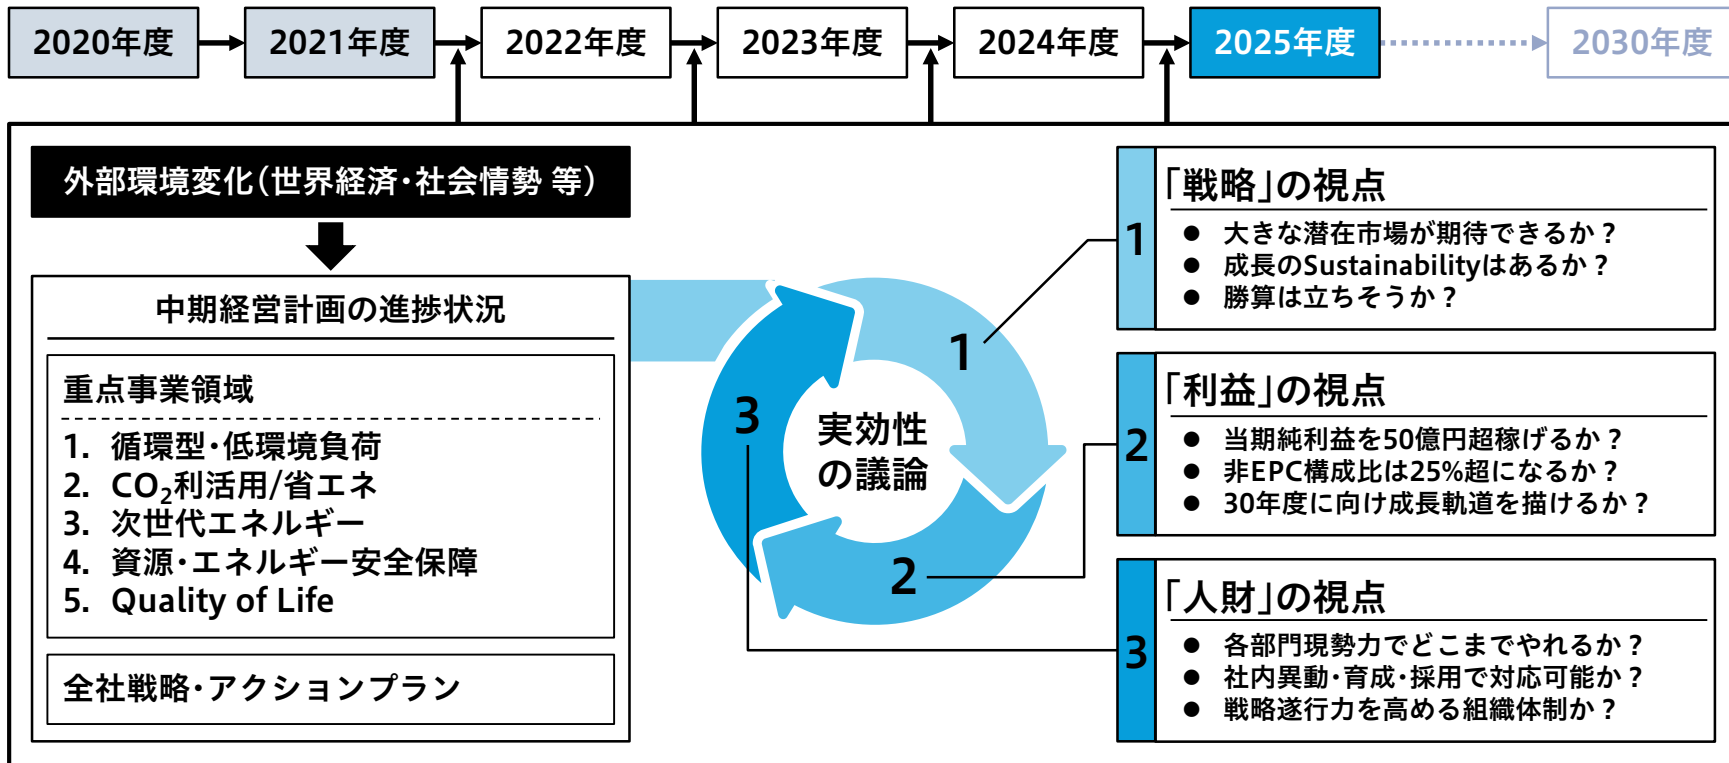 2020年度
2021年度
2022年度
2023年度
2024年度
2025年度
2030年度
外部環境変化(世界経済・社会情勢 等)
中期経営計画の進捗状況
重点事業領域
1. 循環型・低環境負荷
2. CO₂利活用/省エネ
3. 次世代エネルギー
4. 資源・エネルギー安全保障
5. Quality of Life
全社戦略・アクションプラン
1
2
3
実効性
の議論
1
「戦略」の視点
● 大きな潜在市場が期待できるか？
● 成長のSustainabilityはあるか？
● 勝算は立ちそうか？
2
「利益」の視点
● 当期純利益を50億円超稼げるか？
● 非EPC構成比は25%超になるか？
● 30年度に向け成長軌道を描けるか？
3
「人財」の視点
● 各部門現勢力でどこまでやれるか？
● 社内異動・育成・採用で対応可能か？
● 戦略遂行力を高める組織体制か？